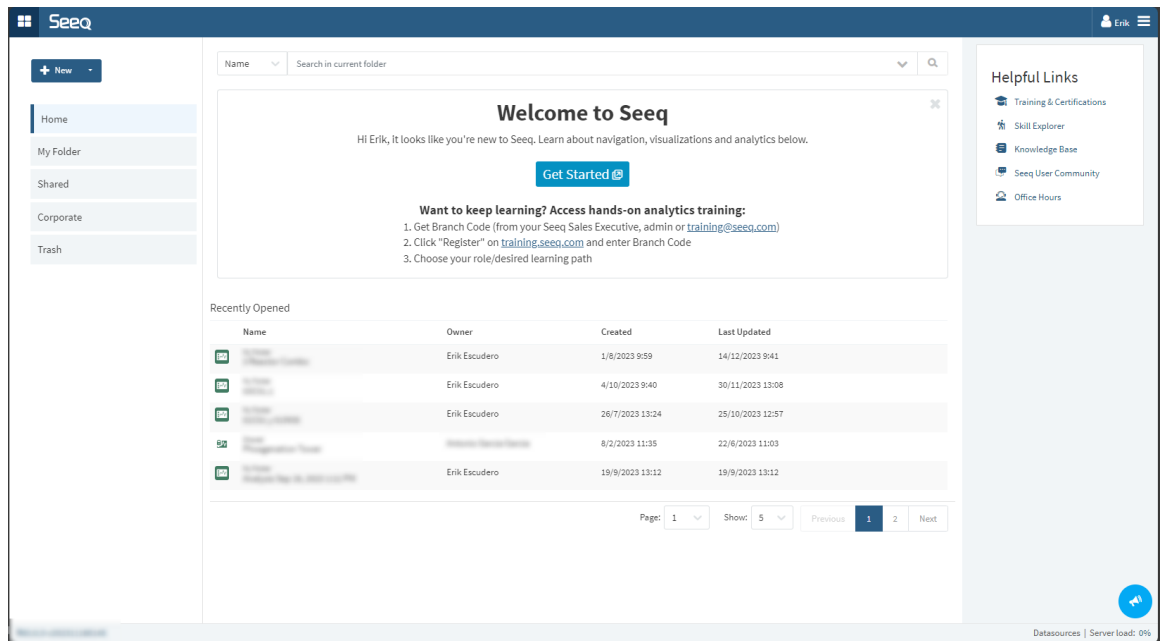 Seeq
Erik
New
Name
Search in current folder
Home
My Folder
Shared
Corporate
Trash
Welcome to Seeq
Hi Erik, it looks like you're new to Seeq. Learn about navigation, visualizations and analytics below.
Get Started
Want to keep learning? Access hands-on analytics training:
1. Get Branch Code (from your Seeq Sales Executive, admin or training@seeq.com)
2. Click "Register" on training.seeq.com and enter Branch Code
3. Choose your role/desired learning path
Helpful Links
Training & Certifications
Skill Explorer
Knowledge Base
Seeq User Community
Office Hours
Recently Opened
Name Owner Created Last Updated
Erik Escudero 1/8/2023 9:59 14/12/2023 9:41
Erik Escudero 4/10/2023 9:40 30/11/2023 13:08
Erik Escudero 26/7/2023 13:24 25/10/2023 12:57
8/2/2023 11:35 22/6/2023 11:03
Erik Escudero 19/9/2023 13:12 19/9/2023 13:12
Page: 1 Show: 5 Previous 1 2 Next
Datasources | Server load: 0%